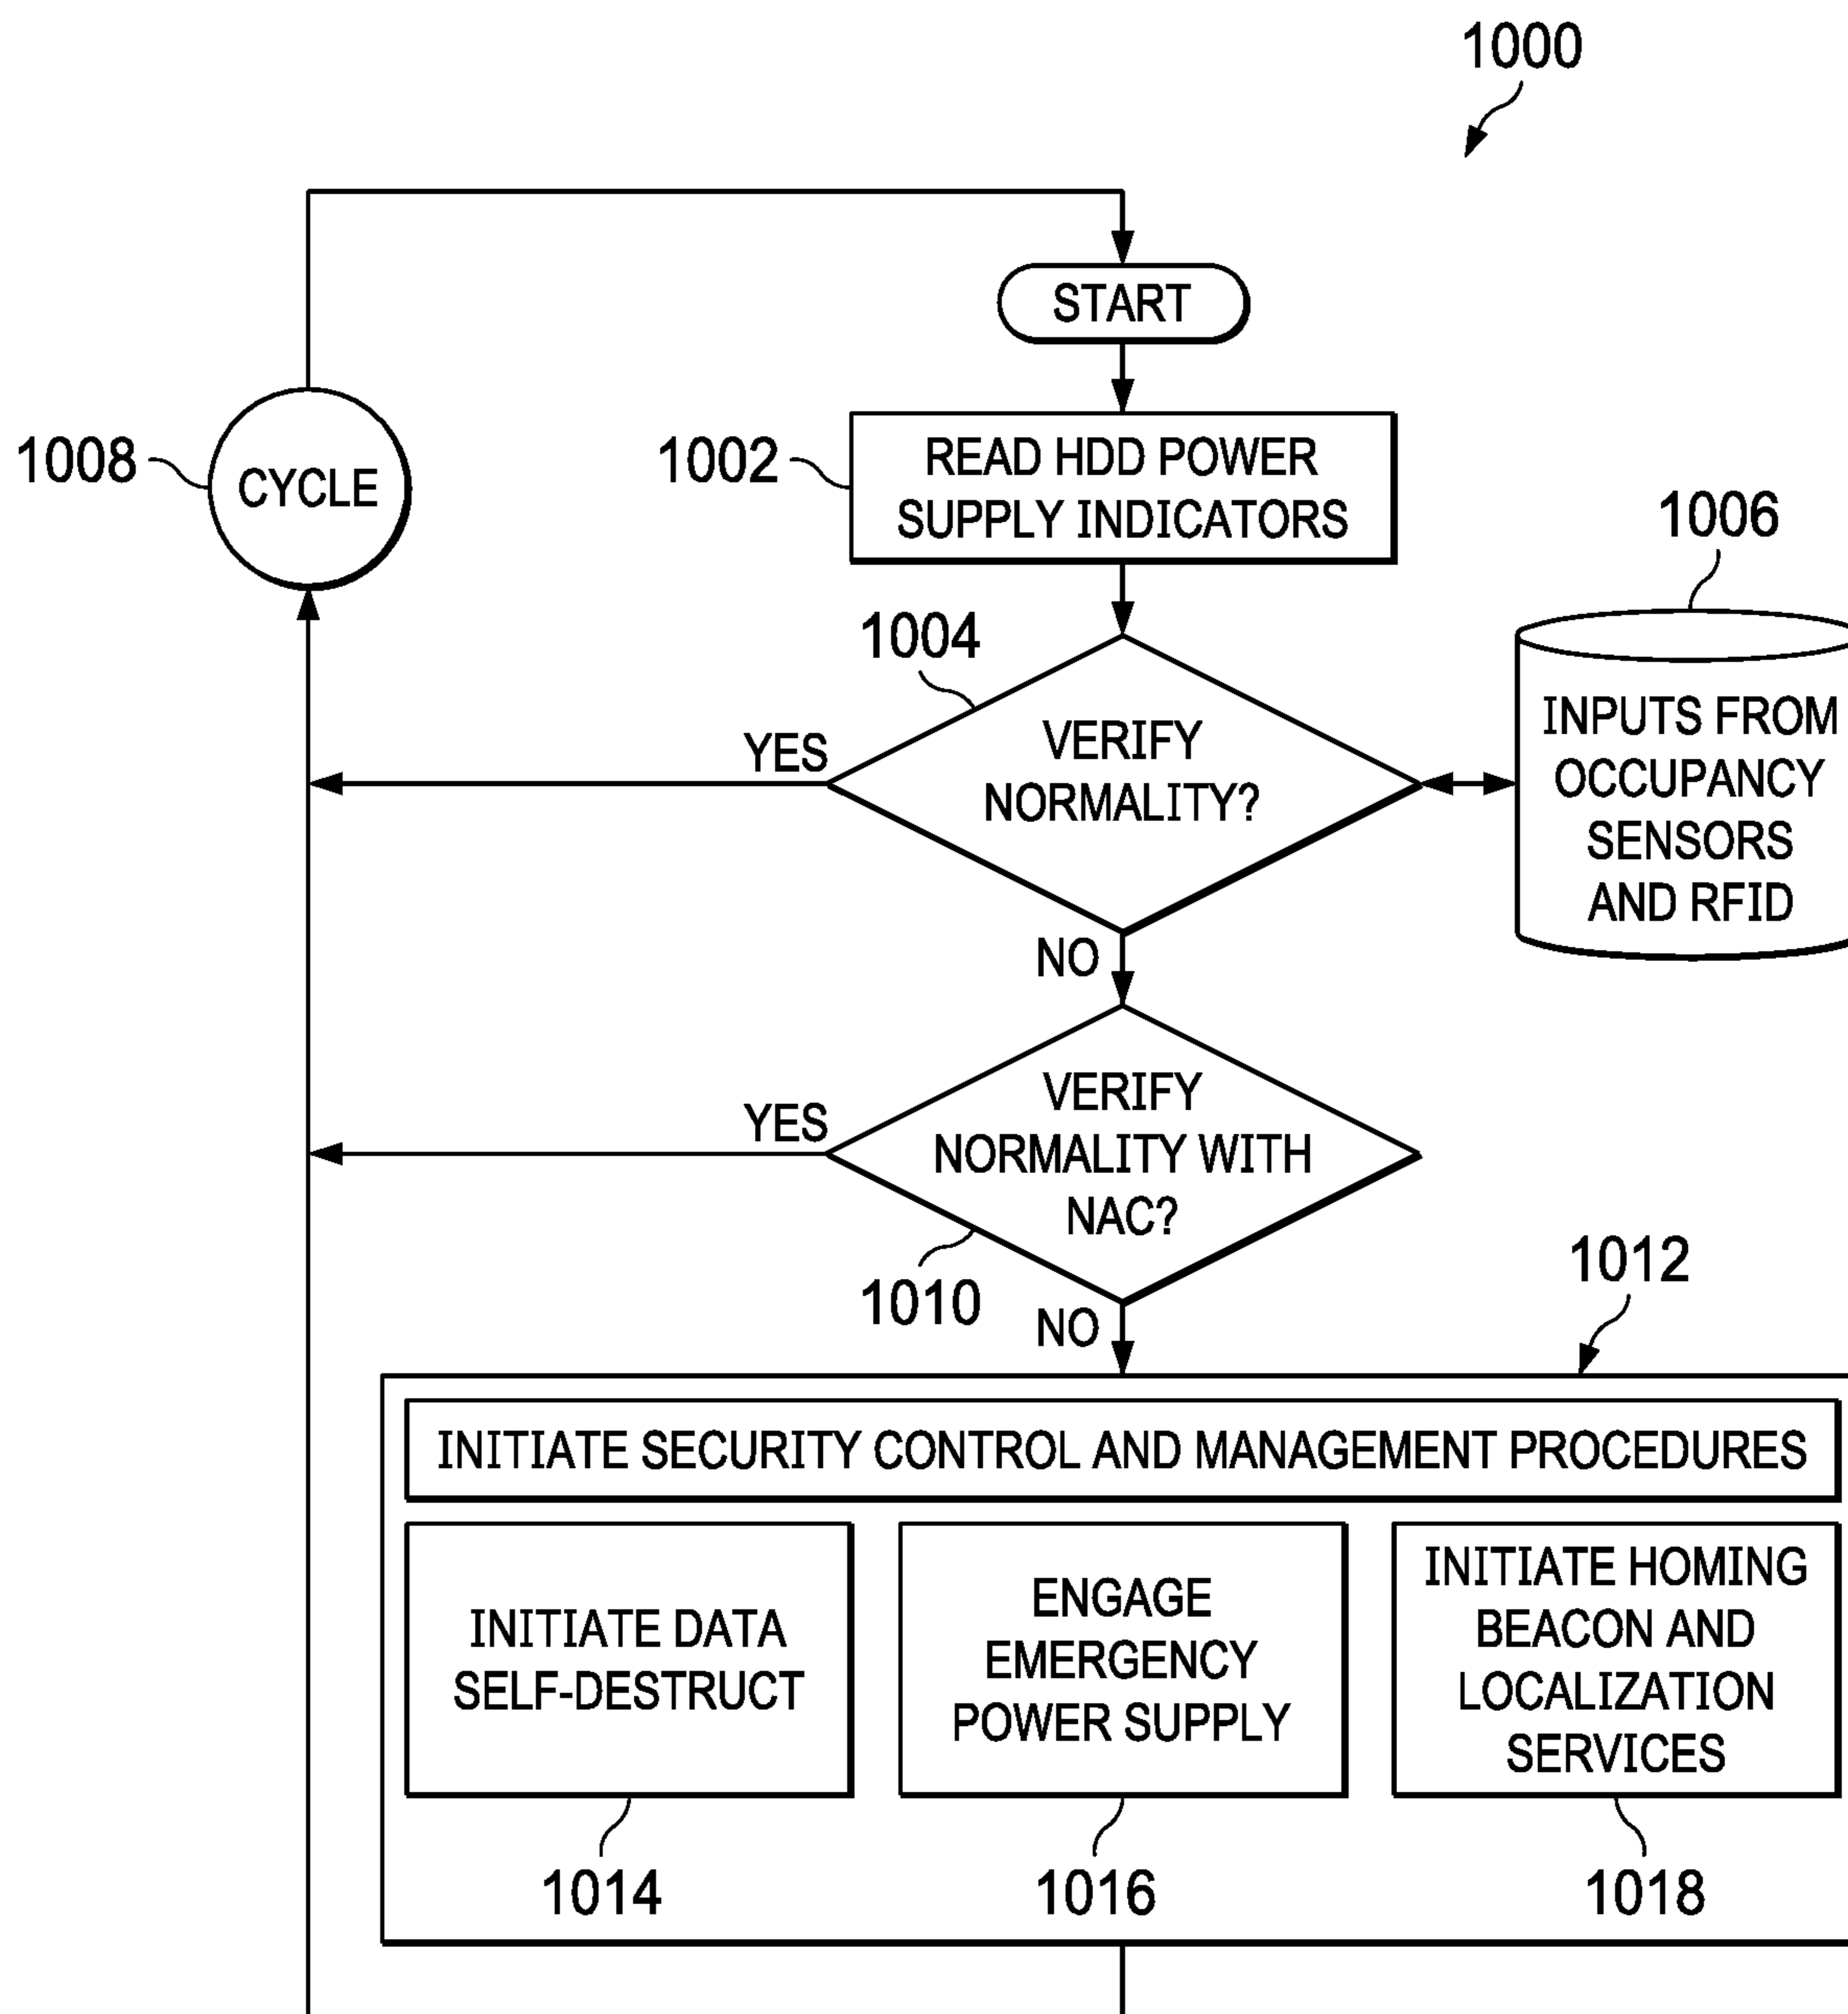 1000
START
1008
CYCLE
1002
READ HDD POWER
SUPPLY INDICATORS
1006
1004
YES
VERIFY
NORMALITY?
INPUTS FROM
OCCUPANCY
SENSORS
AND RFID
NO
YES
VERIFY
NORMALITY WITH
NAC?
1010
1012
NO
INITIATE SECURITY CONTROL AND MANAGEMENT PROCEDURES
INITIATE DATA
SELF-DESTRUCT
ENGAGE
EMERGENCY
POWER SUPPLY
INITIATE HOMING
BEACON AND
LOCALIZATION
SERVICES
1014
1016
1018